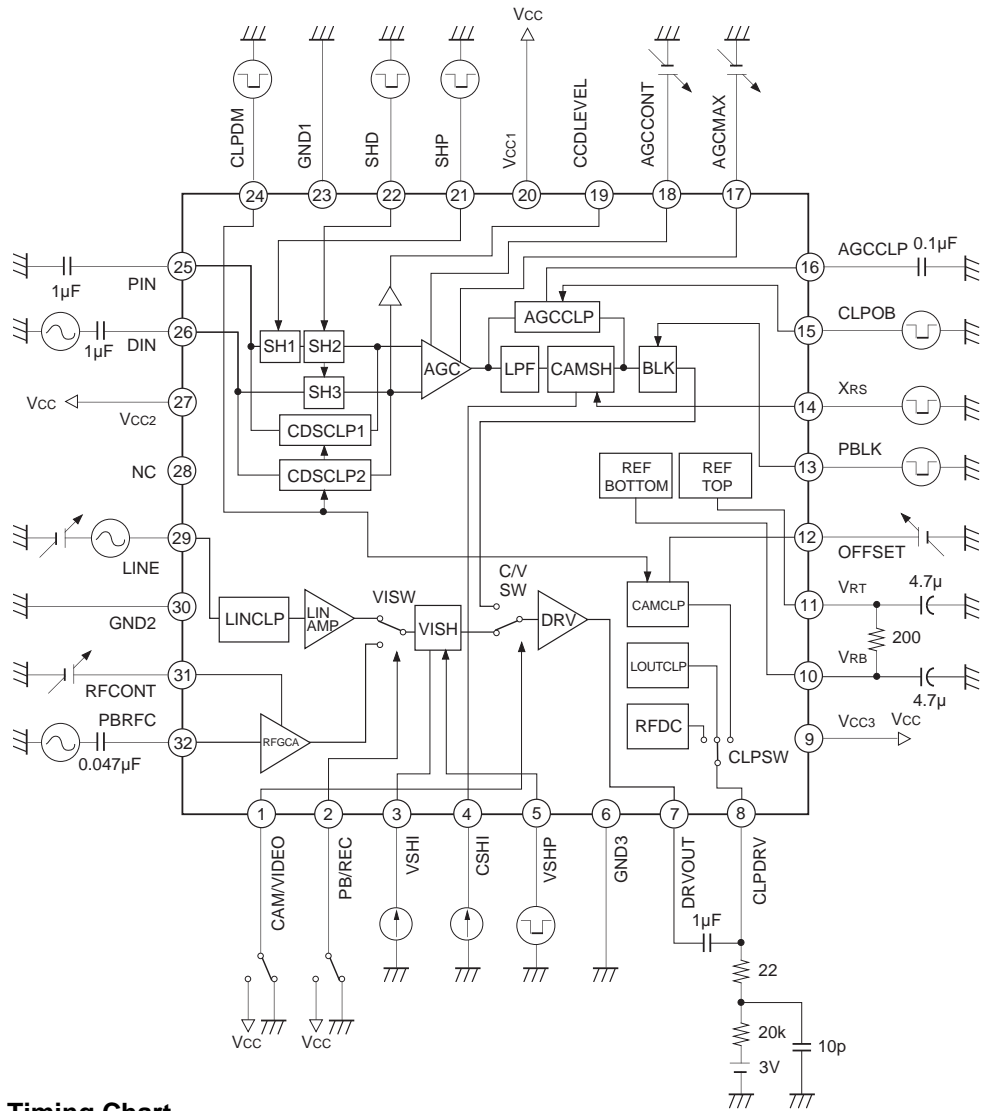 Vcc
CLPDM
GND1
SHD
SHP
Vcc1
CCDLEVEL
AGCCONT
AGCMAX
24
23
22
21
20
19
18
17
25
1µF
PIN
16
AGCCLP
0.1µF
26
1µF
DIN
SH1
SH2
SH3
AGC
AGCCLP
LPF
CAMSH
BLK
15
CLPOB
Vcc
Vcc2
27
CDSCLP1
CDSCLP2
14
XRS
NC
28
REF
BOTTOM
REF
TOP
13
PBLK
29
LINE
12
OFFSET
30
GND2
LINCLP
LIN
AMP
VISW
VISH
C/V
SW
DRV
CAMCLP
11
VRT
4.7µ
200
31
RFCONT
LOUTCLP
10
VRB
4.7µ
PBRFC
32
0.047µF
RFGCA
RFDC
CLPSW
9
Vcc3
Vcc
1
2
3
4
5
6
7
8
CAM/VIDEO
PB/REC
VSHI
CSHI
VSHP
GND3
DRVOUT
CLPDRV
1µF
22
20k
10p
3V
Vcc
Vcc
Timing Chart